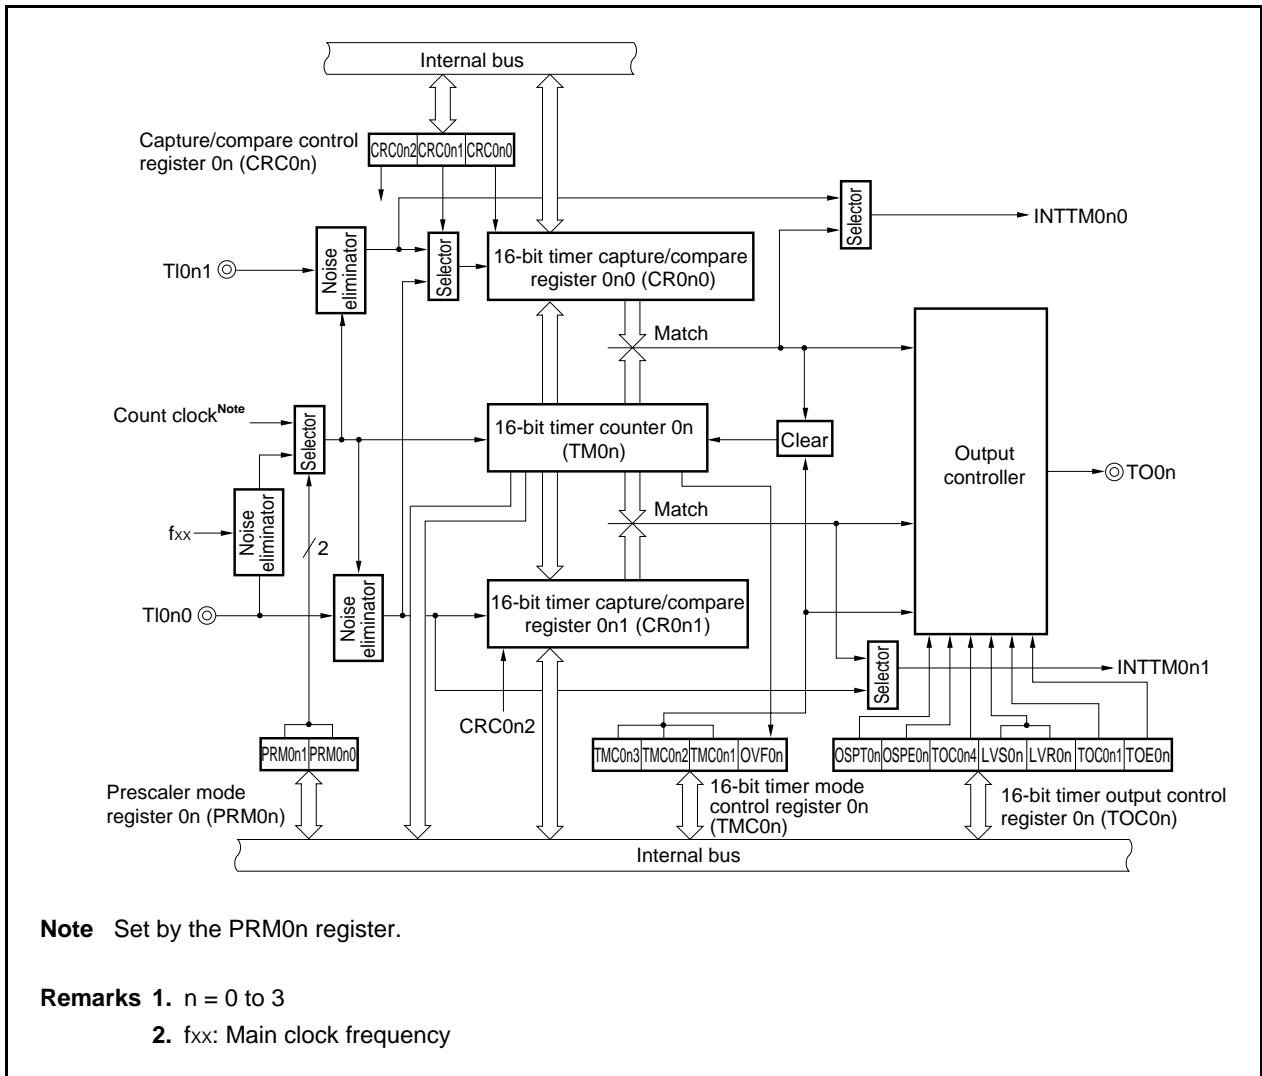 Internal bus
Capture/compare control
register 0n (CRC0n)
CRC0n2 CRC0n1 CRC0n0
Selector
INTTM0n0
TI0n1
Noise
eliminator
Selector
16-bit timer capture/compare
register 0n0 (CR0n0)
Match
Count clockNote
Selector
16-bit timer counter 0n
(TM0n)
Clear
Output
controller
TO0n
fxx
Noise
eliminator
2
Match
TI0n0
Noise
eliminator
16-bit timer capture/compare
register 0n1 (CR0n1)
Selector
INTTM0n1
CRC0n2
PRM0n1 PRM0n0
TMC0n3 TMC0n2 TMC0n1 OVF0n
OSPT0n OSPE0n TOC0n4 LVS0n LVR0n TOC0n1 TOE0n
Prescaler mode
register 0n (PRM0n)
16-bit timer mode
control register 0n
(TMC0n)
16-bit timer output control
register 0n (TOC0n)
Internal bus
Note Set by the PRM0n register.
Remarks 1. n = 0 to 3
2. fxx: Main clock frequency